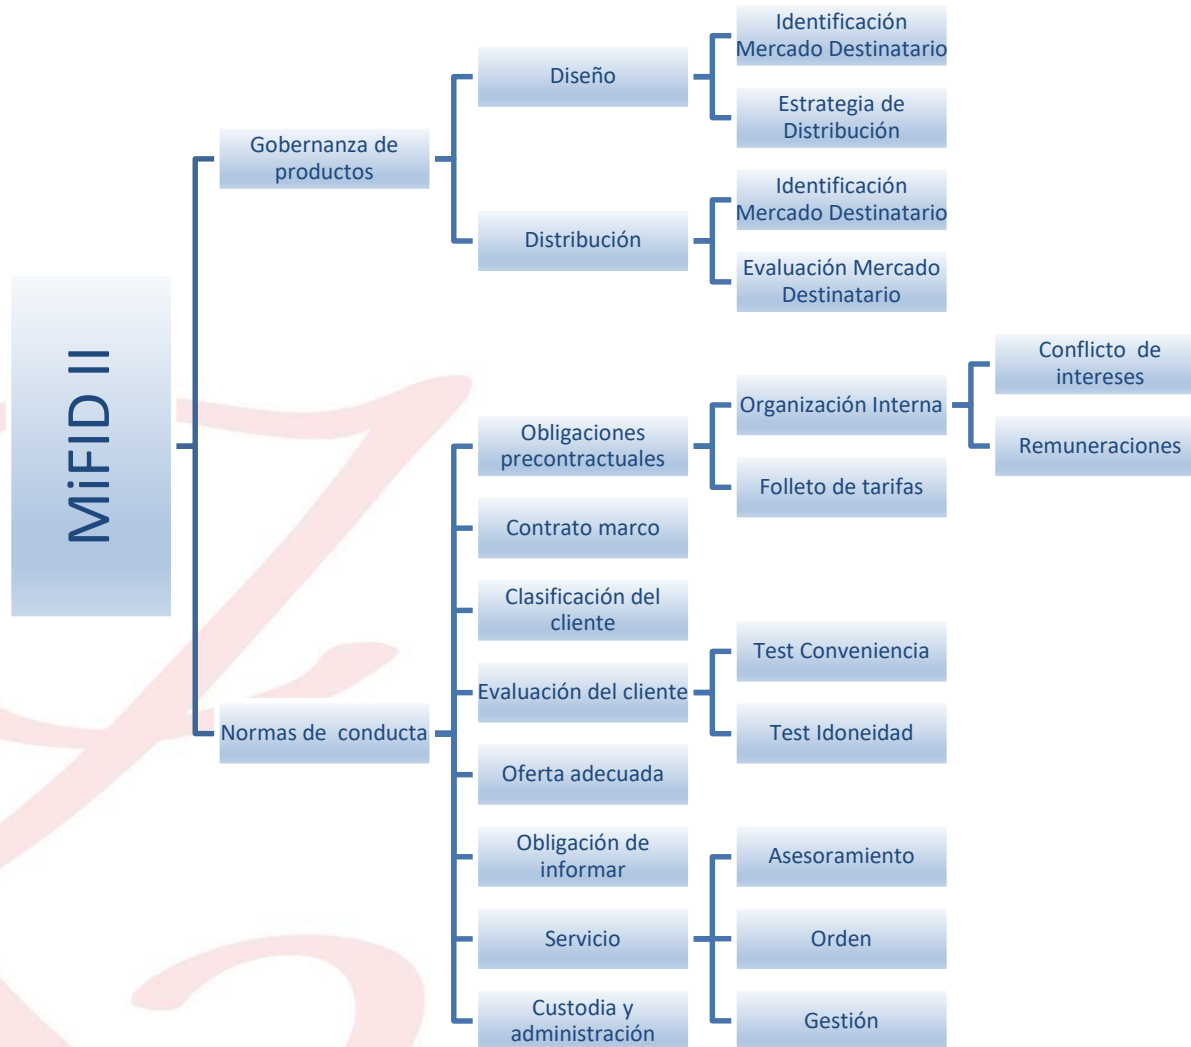 MiFID II
Gobernanza de
productos
Diseño
Identificación
Mercado Destinatario
Estrategia de
Distribución
Distribución
Identificación
Mercado Destinatario
Evaluación Mercado
Destinatario
Normas de conducta
Obligaciones
precontractuales
Organización Interna
Conflicto de
intereses
Remuneraciones
Folleto de tarifas
Contrato marco
Clasificación del
cliente
Evaluación del cliente
Test Conveniencia
Test Idoneidad
Oferta adecuada
Obligación de
informar
Servicio
Asesoramiento
Orden
Gestión
Custodia y
administración